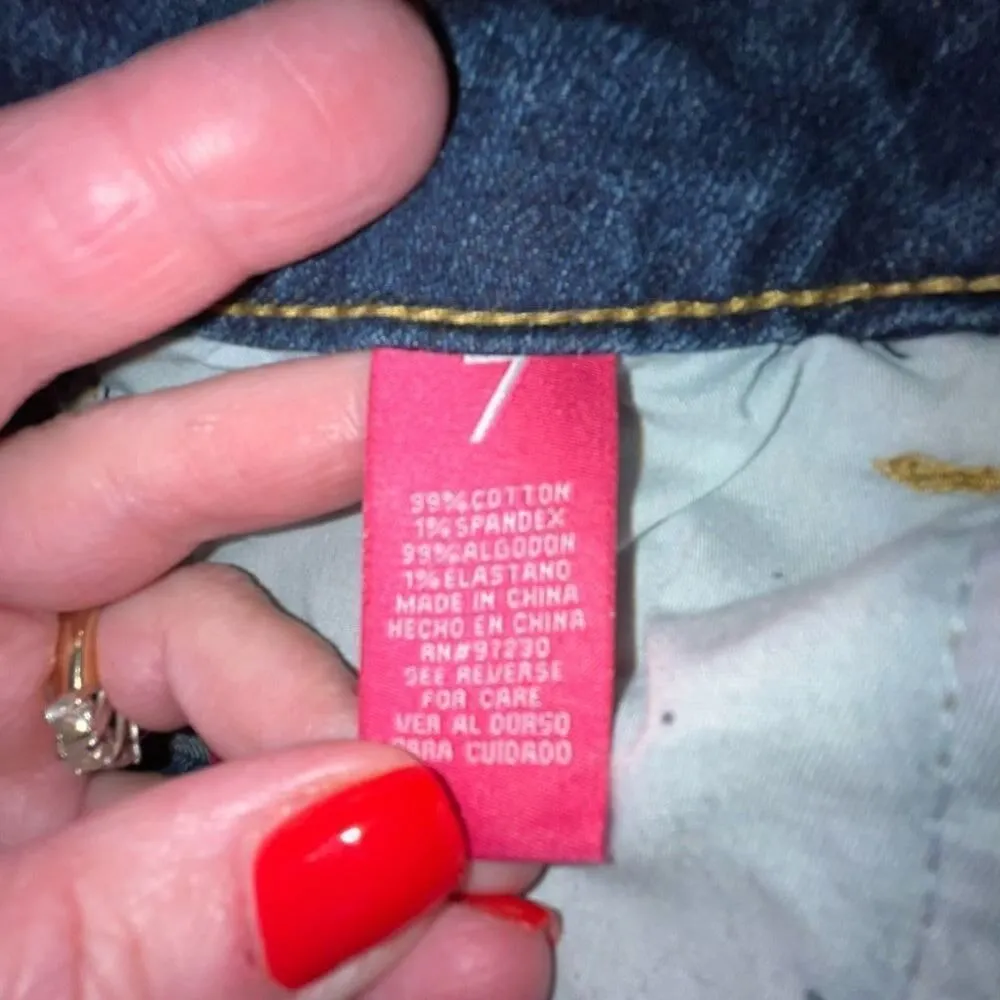 7
99%COTTON
1%SPANDEX
99%ALGODON
1%ELASTANO
MADE IN CHINA
HECHO EN CHINA
RN#97230
SEE REVERSE
FOR CARE
VER AL DORSO
PARA CUIDADO